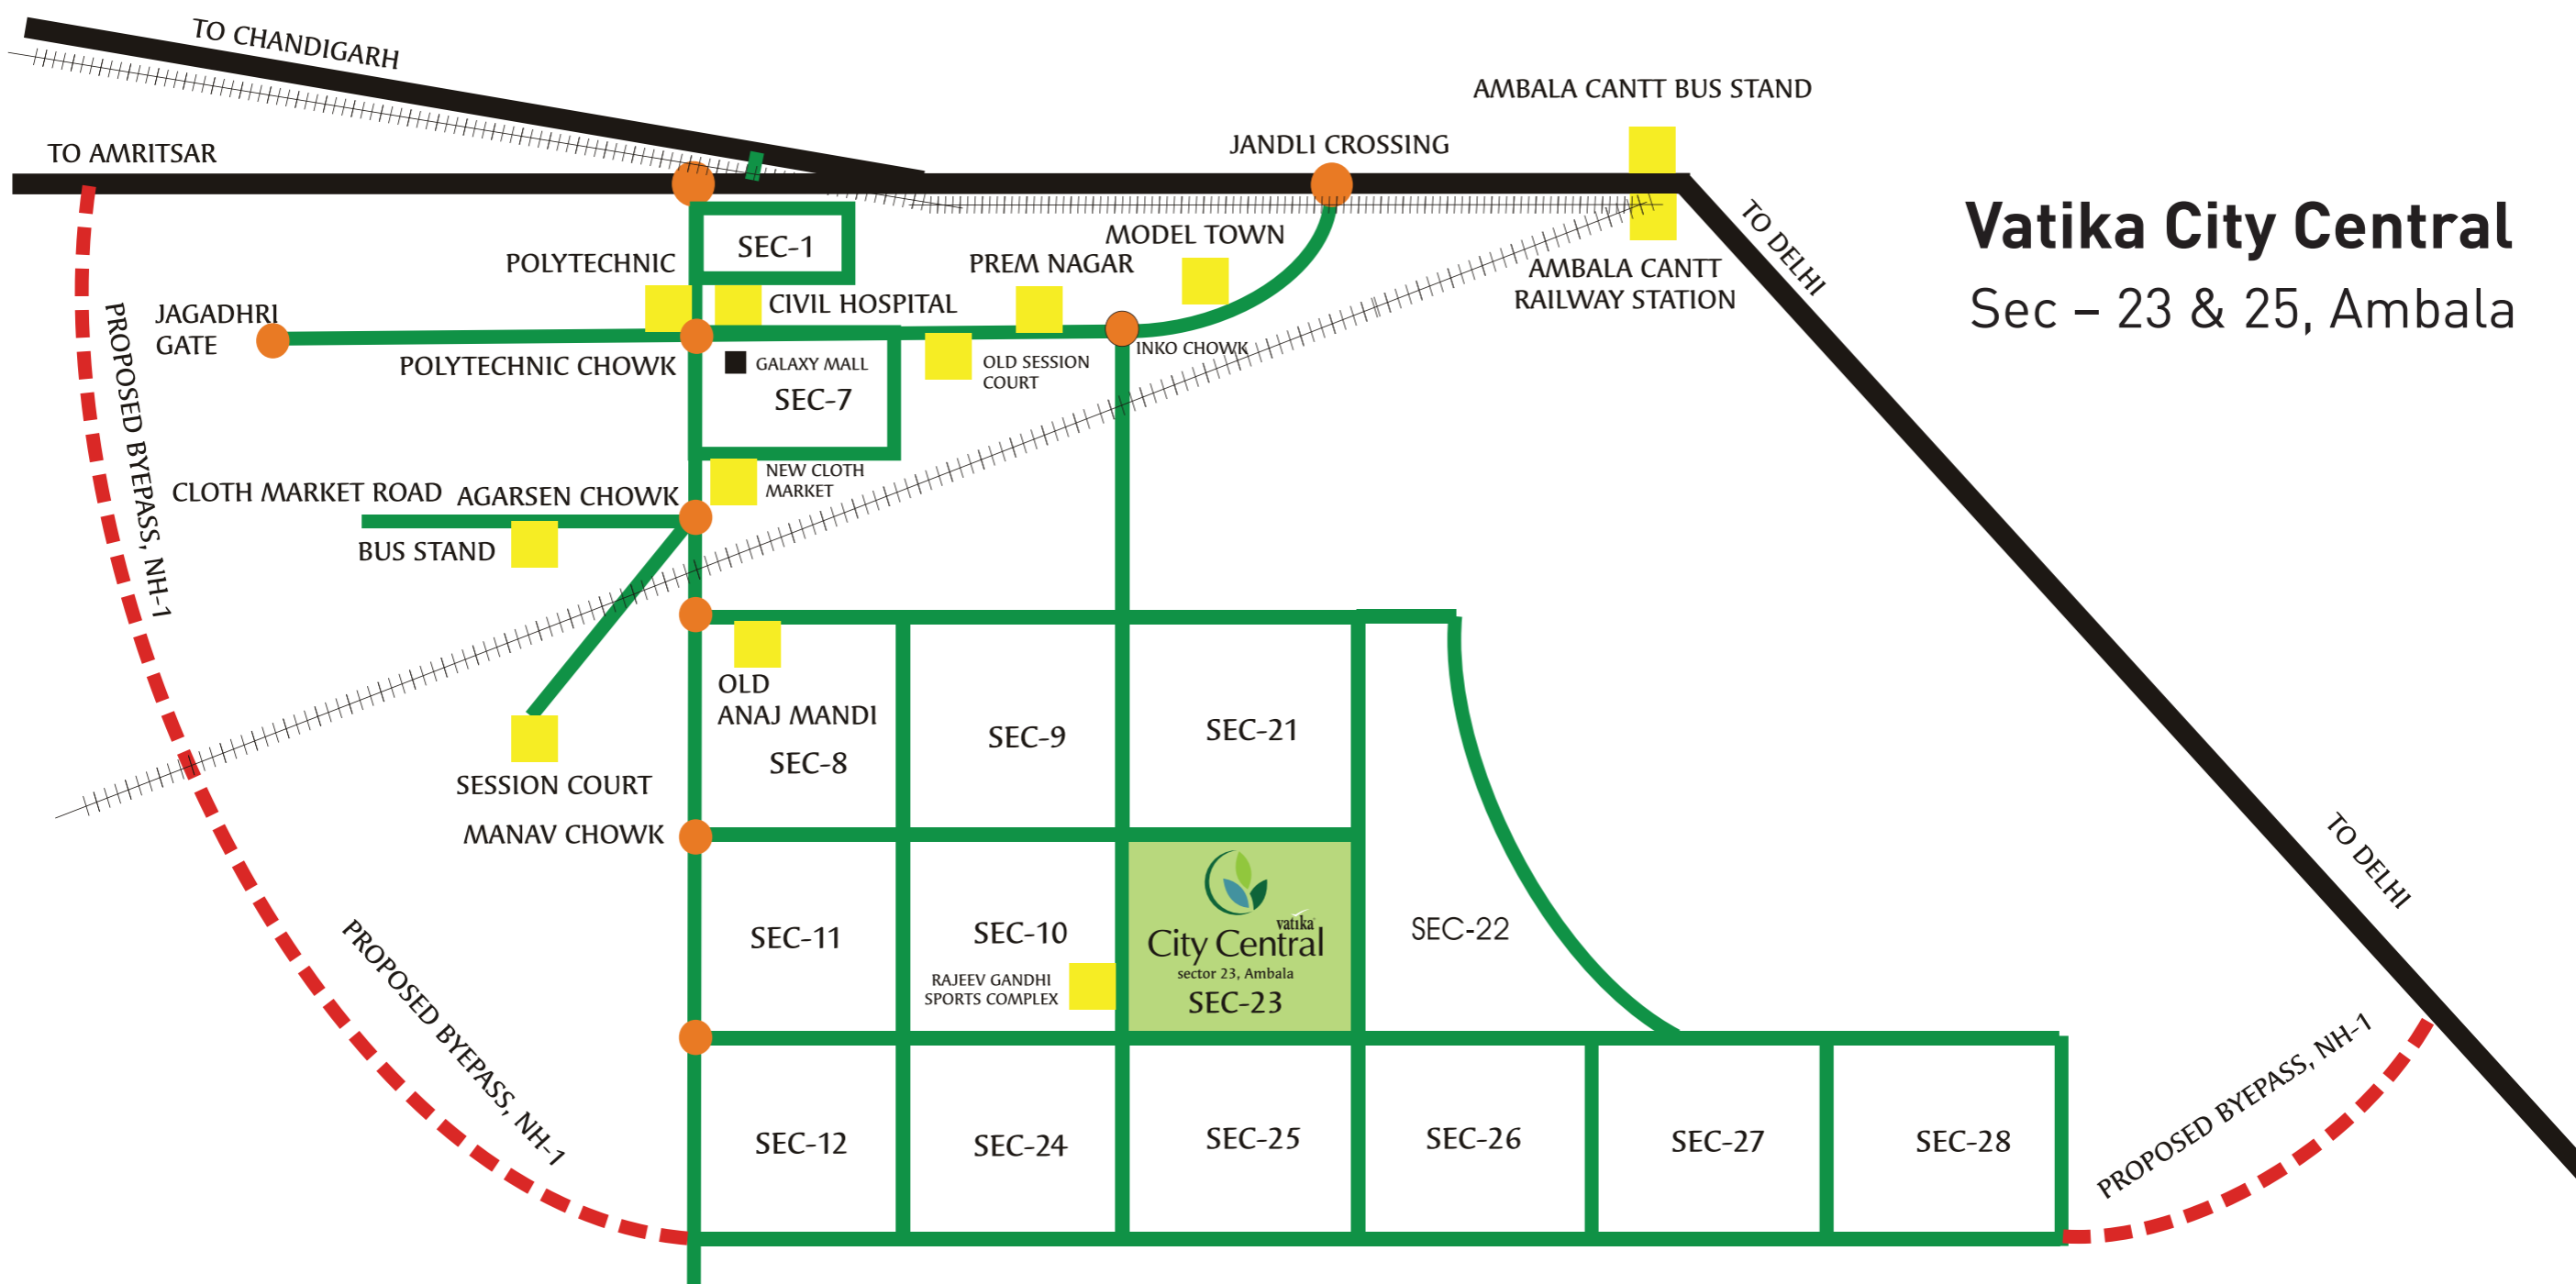 TO CHANDIGARH
AMBALA CANTT BUS STAND
TO AMRITSAR
JANDLI CROSSING
Vatika City Central
Sec – 23 & 25, Ambala
TO DELHI
MODEL TOWN
SEC-1
POLYTECHNIC
PREM NAGAR
AMBALA CANTT
RAILWAY STATION
CIVIL HOSPITAL
JAGADHRI
GATE
PROPOSED BYEPASS, NH-1
POLYTECHNIC CHOWK
INKO CHOWK
GALAXY MALL
OLD SESSION
COURT
SEC-7
NEW CLOTH
MARKET
CLOTH MARKET ROAD
AGARSEN CHOWK
BUS STAND
OLD
ANAJ MANDI
SEC-8
SEC-9
SEC-21
SESSION COURT
MANAV CHOWK
TO DELHI
SEC-11
SEC-10
vatika
City Central
sector 23, Ambala
SEC-23
SEC-22
RAJEEV GANDHI
SPORTS COMPLEX
PROPOSED BYEPASS, NH-1
PROPOSED BYEPASS, NH-1
SEC-12
SEC-24
SEC-25
SEC-26
SEC-27
SEC-28